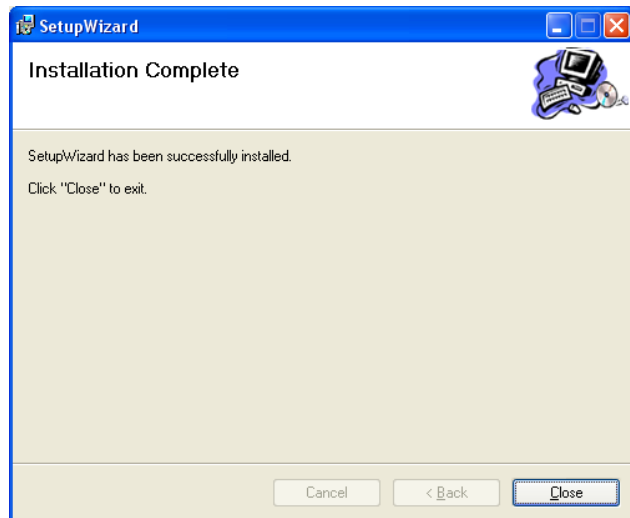 SetupWizard
Installation Complete
SetupWizard has been successfully installed.
Click "Close" to exit.
Cancel
< Back
Close